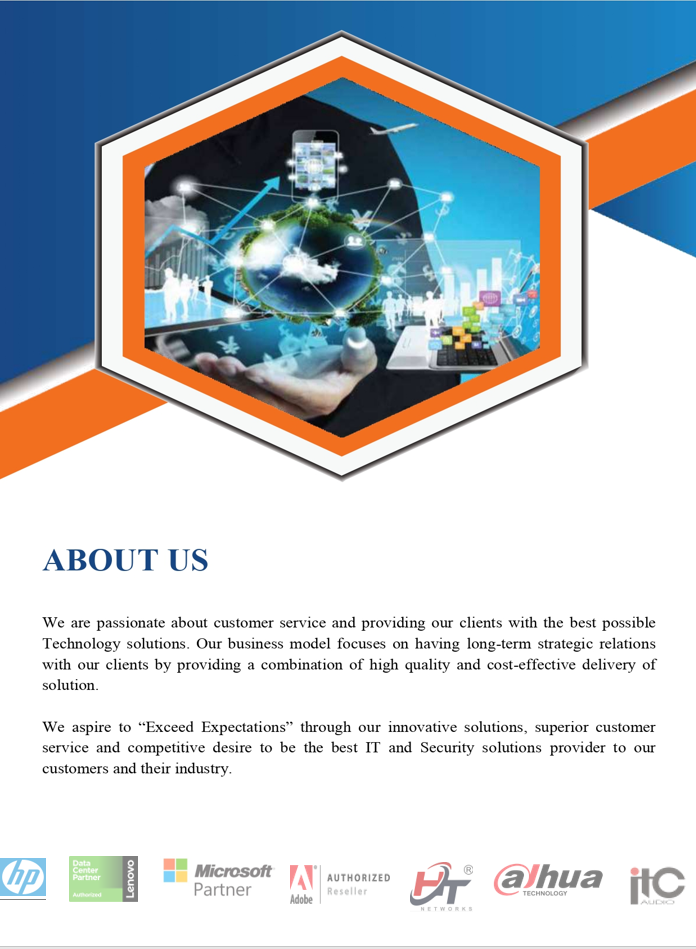 ABOUT US
We are passionate about customer service and providing our clients with the best possible
Technology solutions. Our business model focuses on having long-term strategic relations
with our clients by providing a combination of high quality and cost-effective delivery of
solution.
We aspire to “Exceed Expectations” through our innovative solutions, superior customer
service and competitive desire to be the best IT and Security solutions provider to our
customers and their industry.
hp
Data
Center
Partner
Authorized
Lenovo
Microsoft
Partner
Adobe
AUTHORIZED
Reseller
HT
NETWORKS
®
alhua
TECHNOLOGY
itc
AUDIO